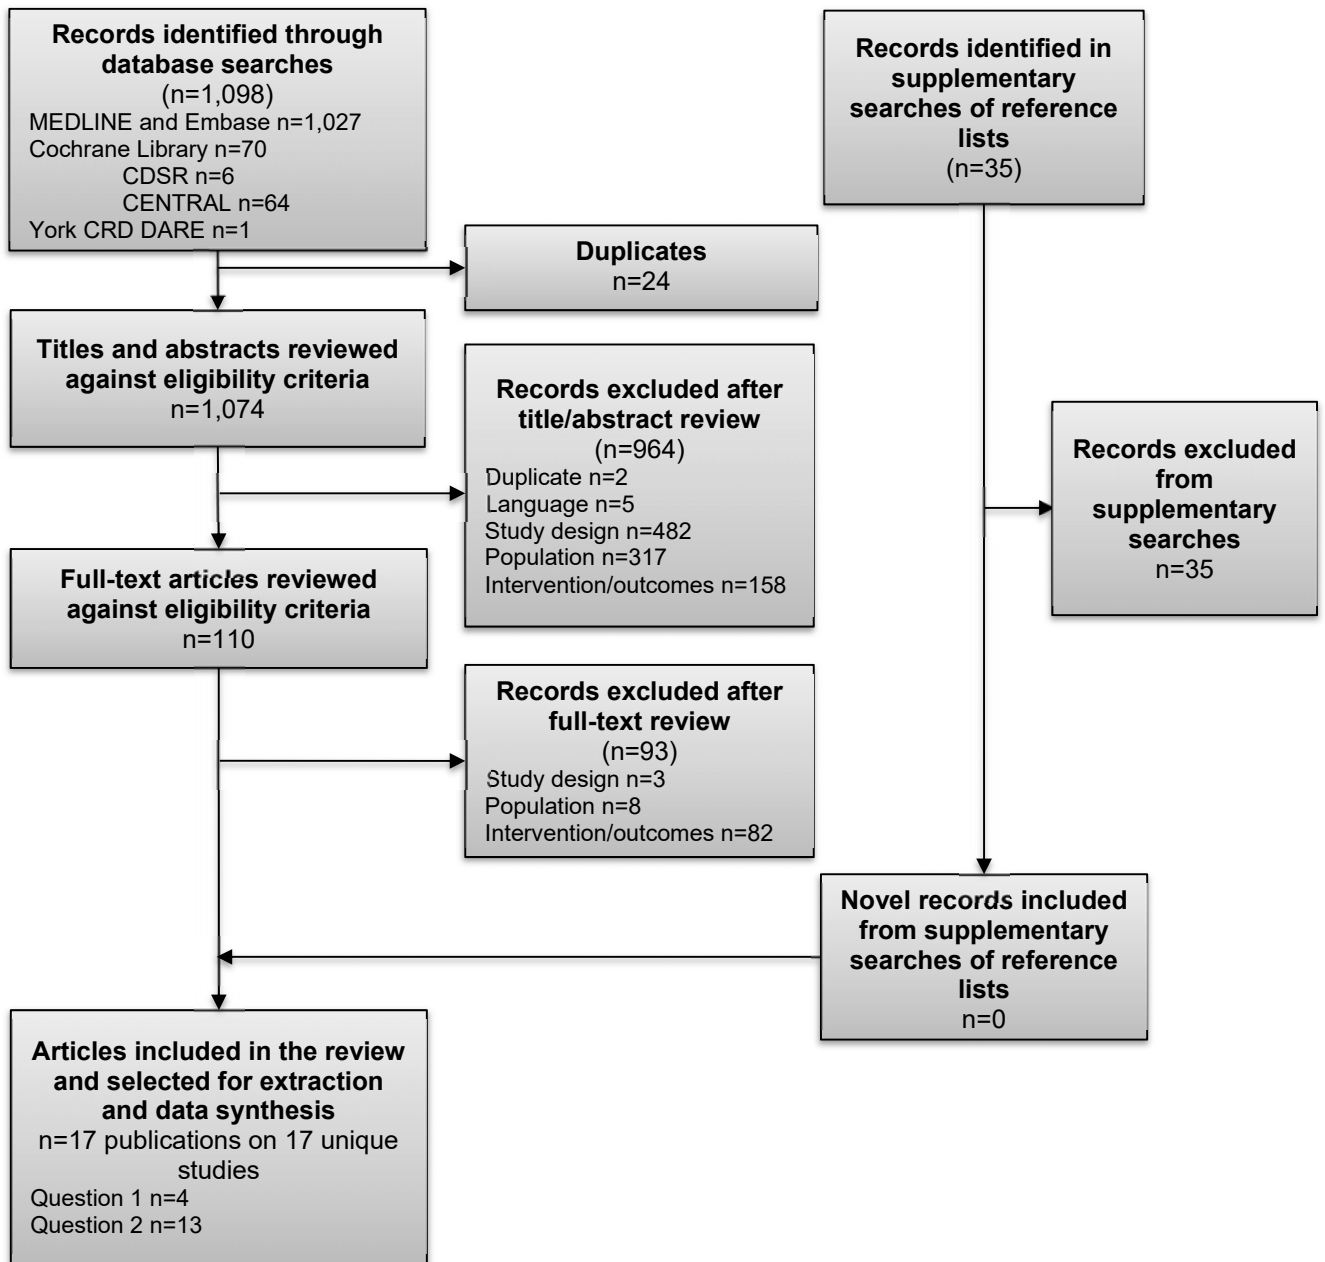 Records identified through
database searches
(n=1,098)
MEDLINE and Embase n=1,027
Cochrane Library n=70
CDSR n=6
CENTRAL n=64
York CRD DARE n=1
Records identified in
supplementary
searches of reference
lists
(n=35)
Duplicates
n=24
Titles and abstracts reviewed
against eligibility criteria
n=1,074
Records excluded after
title/abstract review
(n=964)
Duplicate n=2
Language n=5
Study design n=482
Population n=317
Intervention/outcomes n=158
Records excluded
from
supplementary
searches
n=35
Full-text articles reviewed
against eligibility criteria
n=110
Records excluded after
full-text review
(n=93)
Study design n=3
Population n=8
Intervention/outcomes n=82
Novel records included
from supplementary
searches of reference
lists
n=0
Articles included in the review
and selected for extraction
and data synthesis
n=17 publications on 17 unique
studies
Question 1 n=4
Question 2 n=13